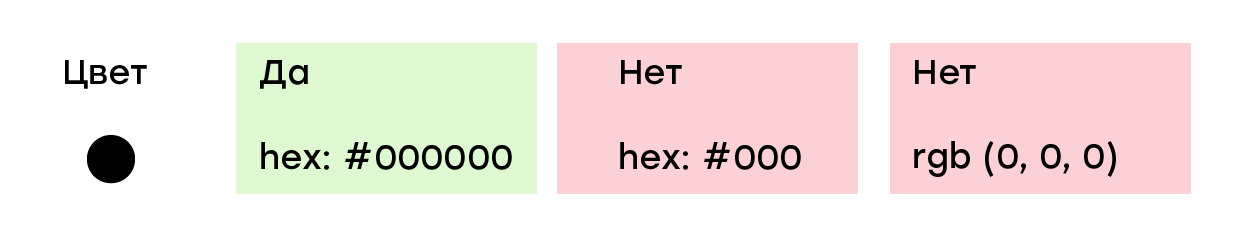 Цвет
Да
hex: #000000
Нет
hex: #000
Нет
rgb (0, 0, 0)